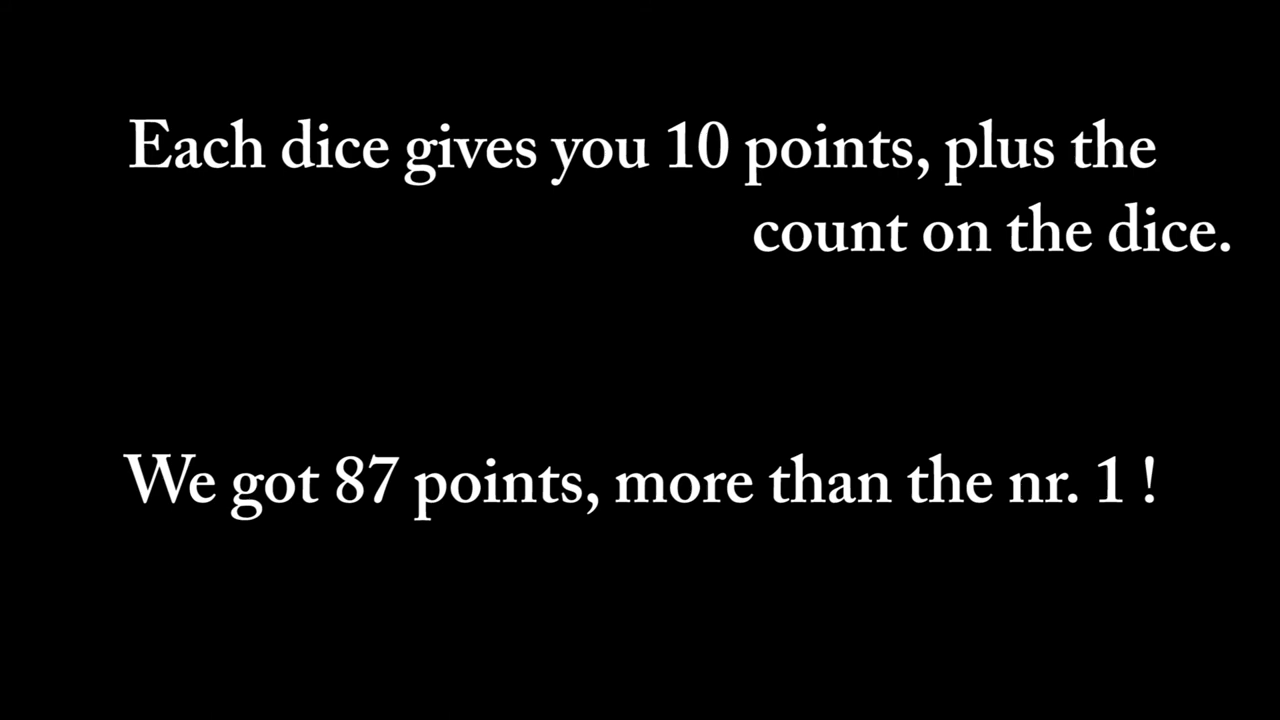 Each dice gives you 10 points, plus the
count on the dice.
We got 87 points, more than the nr. 1 !